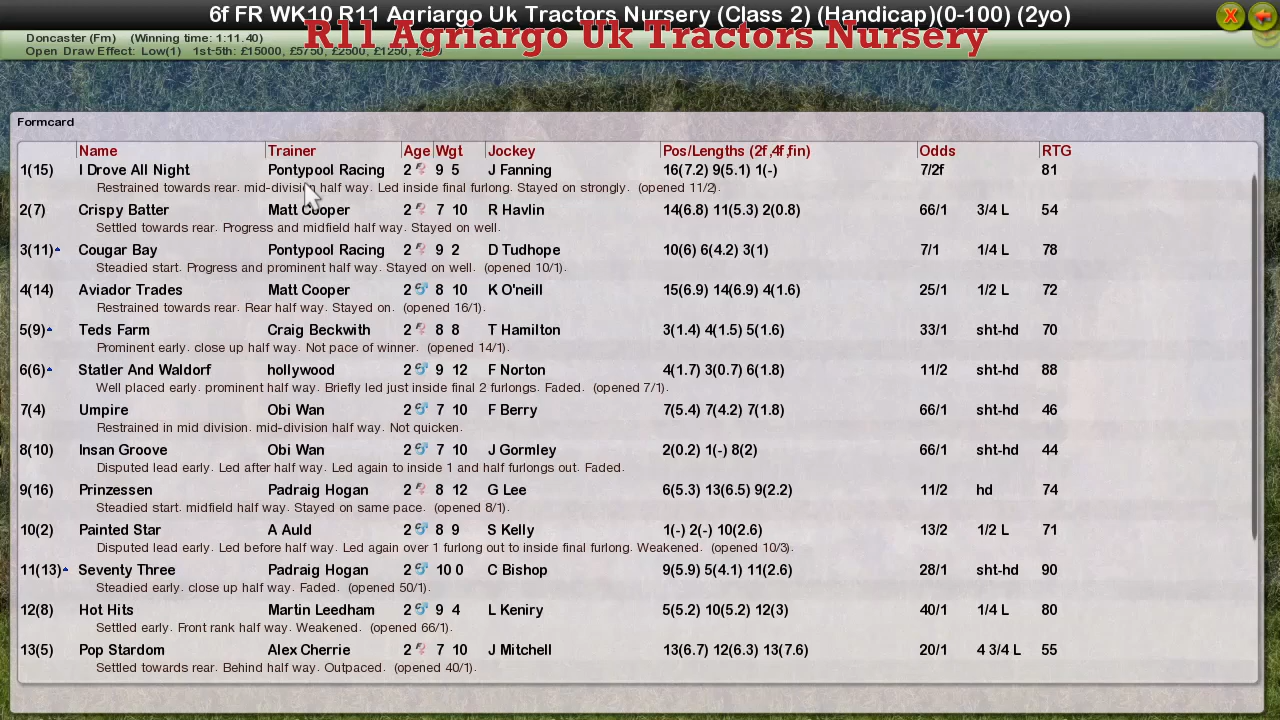 6f FR WK10 R11 Agriargo Uk Tractors Nursery (Class 2) (Handicap)(0-100) (2yo)
R11 Agriargo Uk Tractors Nursery
Doncaster (Fm) (Winning time: 1:11.40)
Open Draw Effect: Low(1) 1st-5th: £15000, £5750, £2500, £1250,
Formcard
Name Trainer Age Wgt Jockey Pos/Lengths (2f,4f,fin) Odds RTG
1(15) I Drove All Night Pontypool Racing 2 9 5 J Fanning 16(7.2) 9(5.1) 1(-) 7/2f 81
Restrained towards rear. mid-division half way. Led inside final furlong. Stayed on strongly. (opened 11/2).
2(7) Crispy Batter Matt Cooper 2 7 10 R Havlin 14(6.8) 11(5.3) 2(0.8) 66/1 3/4 L 54
Settled towards rear. Progress and midfield half way. Stayed on well.
3(11) Cougar Bay Pontypool Racing 2 9 2 D Tudhope 10(6) 6(4.2) 3(1) 7/1 1/4 L 78
Steadied start. Progress and prominent half way. Stayed on well. (opened 10/1).
4(14) Aviador Trades Matt Cooper 2 8 10 K O'neill 15(6.9) 14(6.9) 4(1.6) 25/1 1/2 L 72
Restrained towards rear. Rear half way. Stayed on. (opened 16/1).
5(9) Teds Farm Craig Beckwith 2 8 8 T Hamilton 3(1.4) 4(1.5) 5(1.6) 33/1 sht-hd 70
Prominent early. close up half way. Not pace of winner. (opened 14/1).
6(6) Statler And Waldorf hollywood 2 9 12 F Norton 4(1.7) 3(0.7) 6(1.8) 11/2 sht-hd 88
Well placed early. prominent half way. Briefly led just inside final 2 furlongs. Faded. (opened 7/1).
7(4) Umpire Obi Wan 2 7 10 F Berry 7(5.4) 7(4.2) 7(1.8) 66/1 sht-hd 46
Restrained in mid division. mid-division half way. Not quicken.
8(10) Insan Groove Obi Wan 2 7 10 J Gormley 2(0.2) 1(-) 8(2) 66/1 sht-hd 44
Disputed lead early. Led after half way. Led again to inside 1 and half furlongs out. Faded.
9(16) Prinzessen Padraig Hogan 2 8 12 G Lee 6(5.3) 13(6.5) 9(2.2) 11/2 hd 74
Steadied start. midfield half way. Stayed on same pace. (opened 8/1).
10(2) Painted Star A Auld 2 8 9 S Kelly 1(-) 2(-) 10(2.6) 13/2 1/2 L 71
Disputed lead early. Led before half way. Led again over 1 furlong out to inside final furlong. Weakened. (opened 10/3).
11(13) Seventy Three Padraig Hogan 2 10 0 C Bishop 9(5.9) 5(4.1) 11(2.6) 28/1 sht-hd 90
Steadied early. close up half way. Faded. (opened 50/1).
12(8) Hot Hits Martin Leedham 2 9 4 L Keniry 5(5.2) 10(5.2) 12(3) 40/1 1/4 L 80
Settled early. Front rank half way. Weakened. (opened 66/1).
13(5) Pop Stardom Alex Cherrie 2 7 10 J Mitchell 13(6.7) 12(6.3) 13(7.6) 20/1 4 3/4 L 55
Settled towards rear. Behind half way. Outpaced. (opened 40/1).